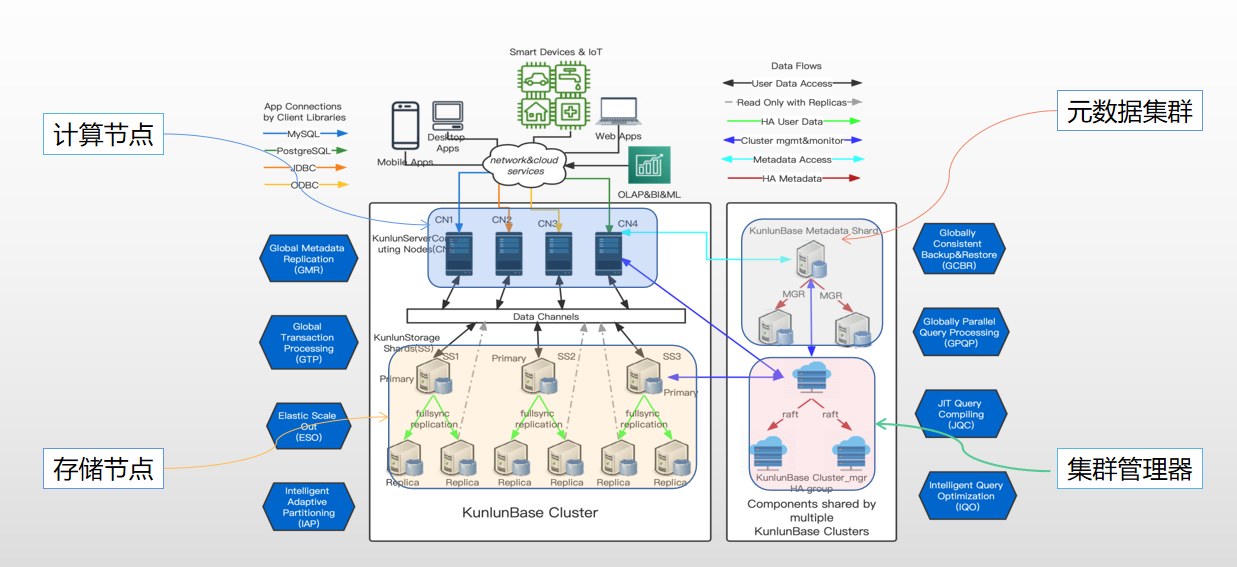 Smart Devices & IoT
Data Flows
User Data Access
Read Only with Replicas
HA User Data
Cluster mgmt&monitor
Metadata Access
HA Metadata
元数据集群
计算节点
App Connections
by Client Libraries
MySQL
PostgreSQL
JDBC
ODBC
Mobile Apps
Desktop
Apps
Web Apps
network&cloud
services
OLAP&BI&ML
CN1
CN2
CN3
CN4
KunlunServerCom
uting Nodes(CN
Global Metadata
Replication
(GMR)
Global
Transaction
Processing
(GTP)
Elastic Scale
Out
(ESO)
Intelligent
Adaptive
Partitioning
(IAP)
存储节点
Data Channels
KunlunStorage
Shards(SS)
SS1
SS2
SS3
Primary
Primary
Primary
fullsync
replication
fullsync
replication
fullsync
replication
Replica
Replica
Replica
Replica
Replica
Replica
KunlunBase Cluster
KunlunBase Metadata Shard
MGR
MGR
raft
raft
KunlunBase Cluster_mgr
HA group
Components shared by
multiple
KunlunBase Clusters
Globally
Consistent
Backup&Restore
(GCBR)
Globally Parallel
Query Processing
(GPQP)
JIT Query
Compiling
(JQC)
Intelligent Query
Optimization
(IQO)
集群管理器